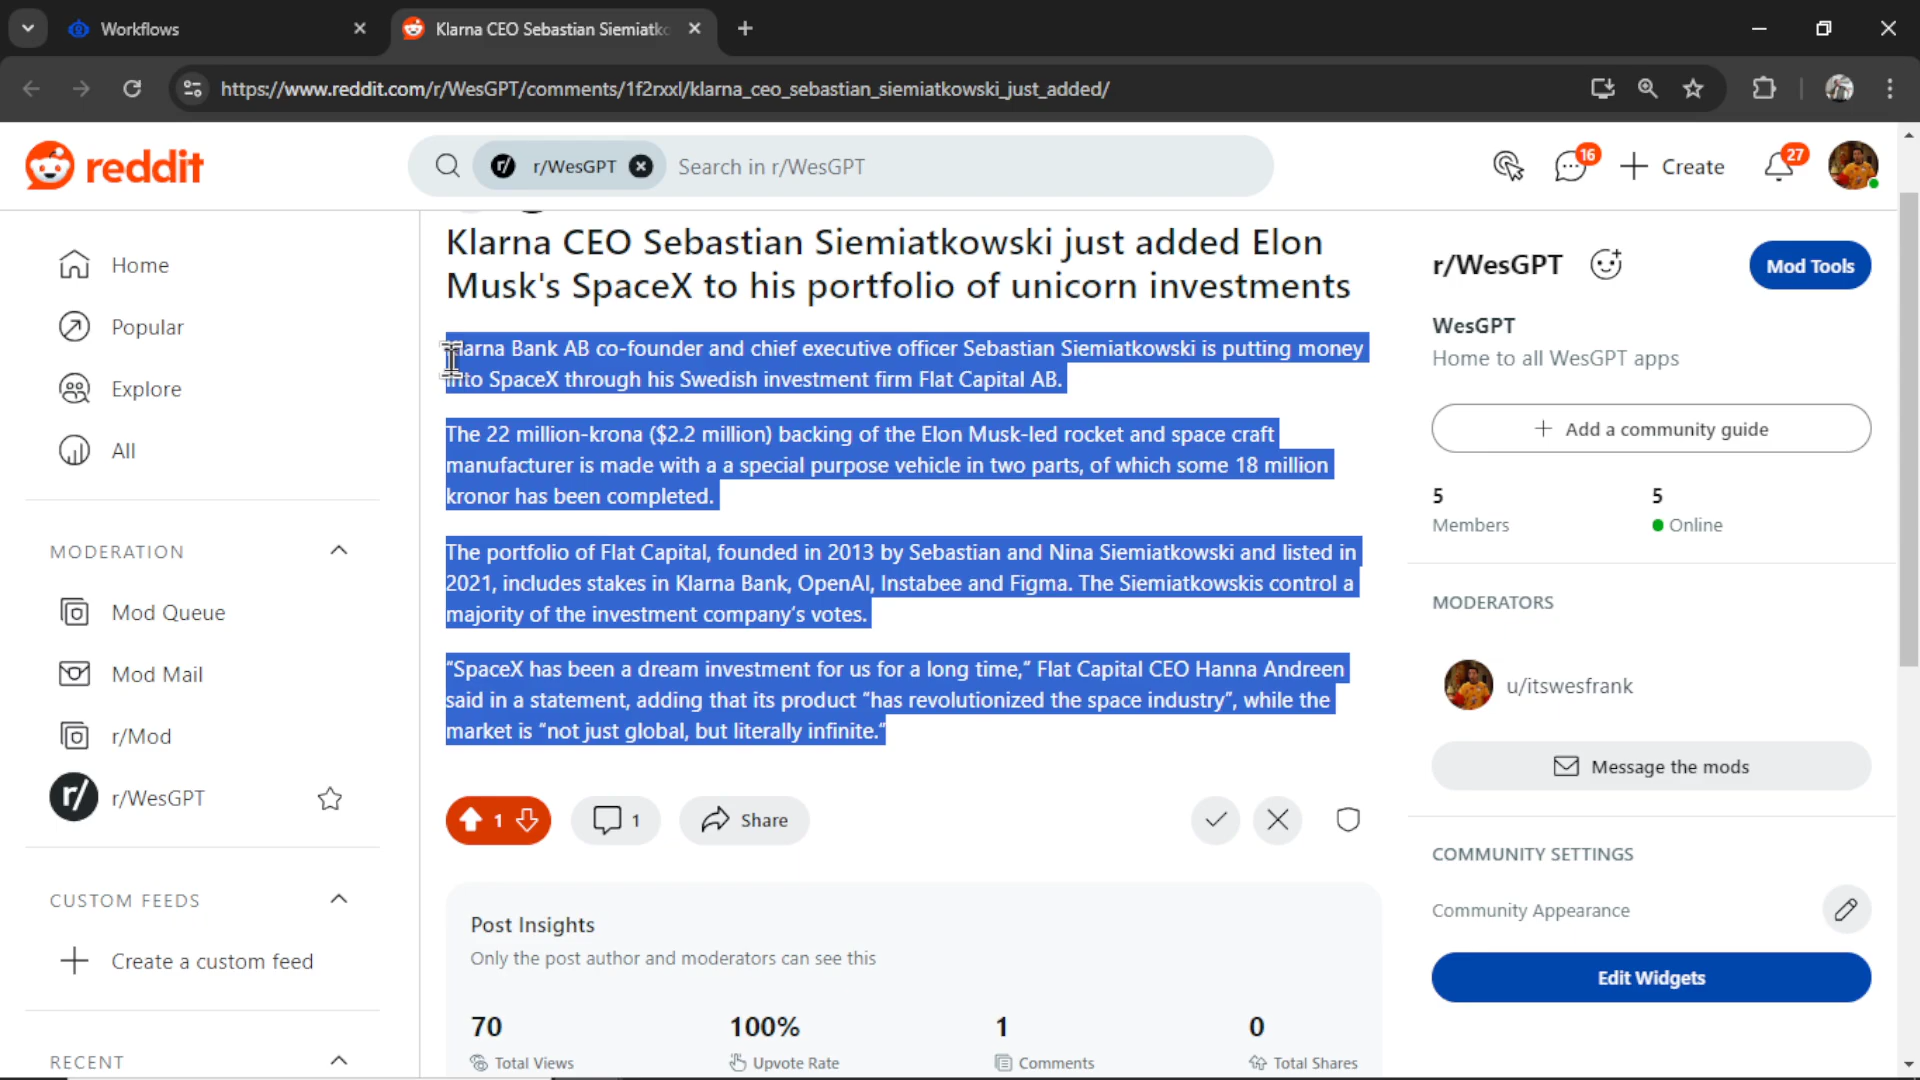 Workflows
Klarna CEO Sebastian Siemiatko
https://www.reddit.com/r/WesGPT/comments/1f2rxxl/klarna_ceo_sebastian_siemiatkowski_just_added/
reddit
r/ r/WesGPT Search in r/WesGPT
16
Create
27
Home
Popular
Explore
All
MODERATION
Mod Queue
Mod Mail
r/Mod
r/ r/WesGPT
CUSTOM FEEDS
Create a custom feed
RECENT
Klarna CEO Sebastian Siemiatkowski just added Elon
Musk's SpaceX to his portfolio of unicorn investments
Klarna Bank AB co-founder and chief executive officer Sebastian Siemiatkowski is putting money
into SpaceX through his Swedish investment firm Flat Capital AB.
The 22 million-krona ($2.2 million) backing of the Elon Musk-led rocket and space craft
manufacturer is made with a a special purpose vehicle in two parts, of which some 18 million
kronor has been completed.
The portfolio of Flat Capital, founded in 2013 by Sebastian and Nina Siemiatkowski and listed in
2021, includes stakes in Klarna Bank, OpenAI, Instabee and Figma. The Siemiatkowskis control a
majority of the investment company's votes.
“SpaceX has been a dream investment for us for a long time,“ Flat Capital CEO Hanna Andreen
said in a statement, adding that its product “has revolutionized the space industry”, while the
market is “not just global, but literally infinite.“
1
1
Share
Post Insights
Only the post author and moderators can see this
70 100% 1 0
Total Views Upvote Rate Comments Total Shares
r/WesGPT
Mod Tools
WesGPT
Home to all WesGPT apps
Add a community guide
5 5
Members Online
MODERATORS
u/itswesfrank
Message the mods
COMMUNITY SETTINGS
Community Appearance
Edit Widgets